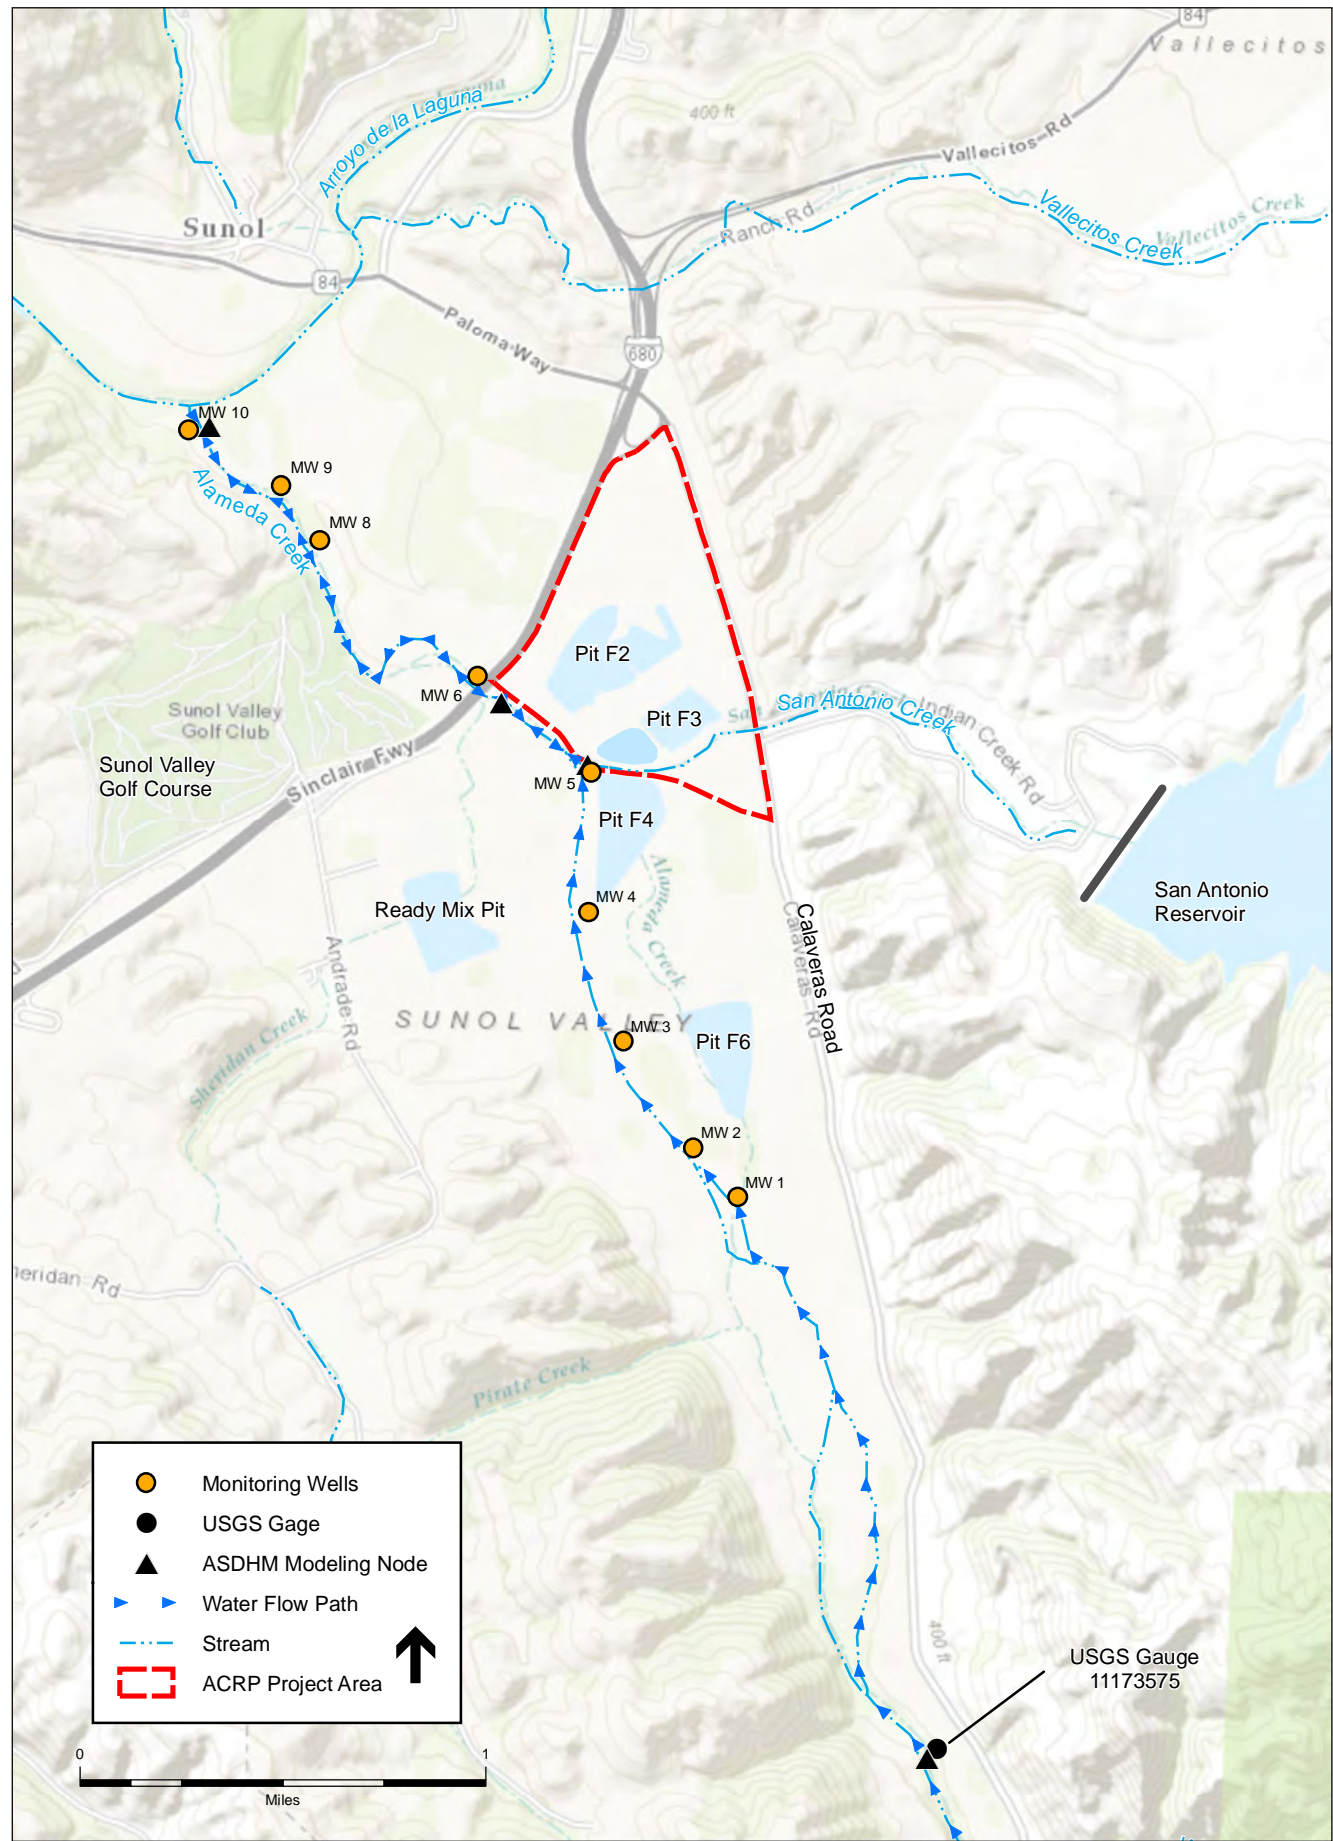 84
Vallecitos
Laguna
Arroyo de la Laguna
400 ft
Vallecitos Rd
Ranch Rd
Vallecitos Creek
Vallecitos Creek
Sunol
84
Paloma Way
680
MW 10
MW 9
Alameda Creek
MW 8
Pit F2
MW 6
Pit F3
San Antonio Creek
Indian Creek Rd
Sunol Valley
Golf Club
Sunol Valley
Golf Course
Sinclair Fwy
MW 5
Pit F4
Alameda Creek
MW 4
Ready Mix Pit
San Antonio
Reservoir
Calaveras Road
Calaveras Rd
Andrade Rd
SUNOL VALLEY
MW 3
Pit F6
Sheridan Creek
MW 2
MW 1
heridan Rd
Pirate Creek
Monitoring Wells
USGS Gage
ASDHM Modeling Node
Water Flow Path
Stream
ACRP Project Area
400 ft
USGS Gauge
11173575
0
1
Miles